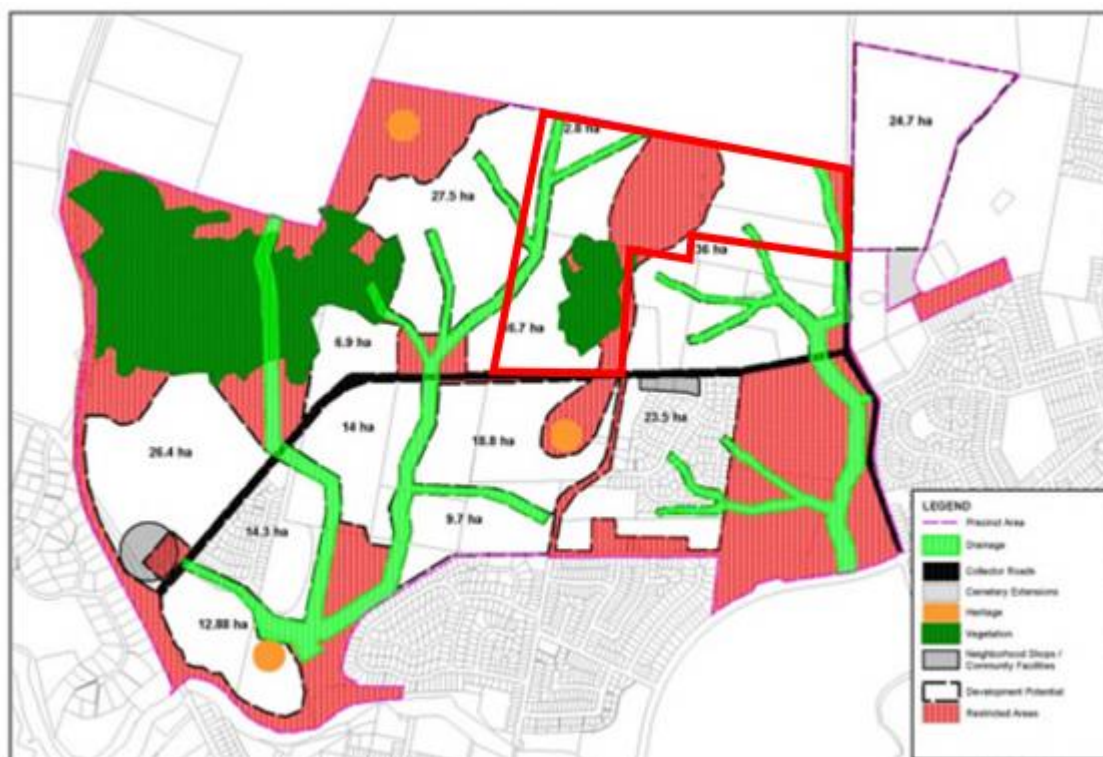 24.7 ha
2.8 ha
27.5 ha
36 ha
6.7 ha
6.9 ha
14 ha
18.8 ha
23.5 ha
26.4 ha
14.3 ha
9.7 ha
12.88 ha
LEGEND
Precinct Area
Drainage
Collector Roads
Cemetery Extensions
Heritage
Vegetation
Neighborhood Shops /
Community Facilities
Development Potential
Restricted Areas